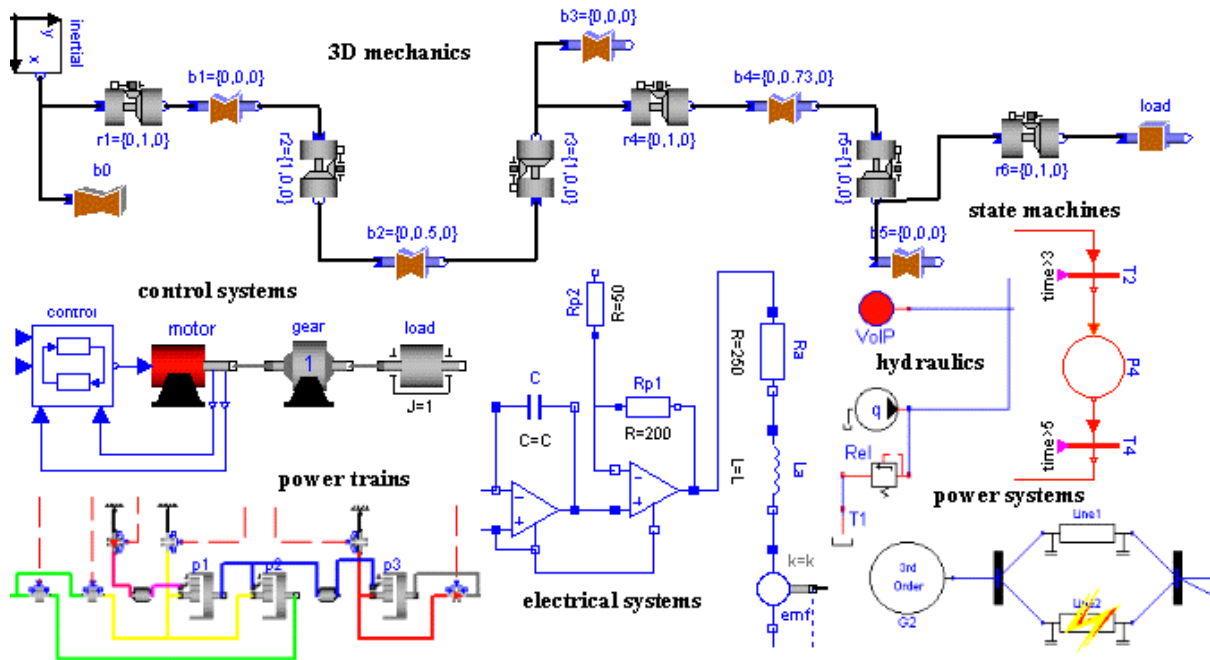 y
x
inertial
3D mechanics
b3={0,0,0}
b1={0,0,0}
b4={0,0.73,0}
load
r1={0,1,0}
r2={1,0,0}
r3={1,0,0}
r4={0,1,0}
r5={1,0,0}
r6={0,1,0}
b0
b2={0,0.5,0}
b5={0,0,0}
state machines
time>3
T2
P4
time>5
T4
control systems
control
motor
gear
load
1
J=1
Rp2
R=50
C
C=C
Rp1
R=200
R=250
Ra
L=L
La
k=k
emf
electrical systems
VolP
hydraulics
q
Rel
T1
power trains
p1
p2
p3
power systems
Line1
3rd
Order
G2
Line2